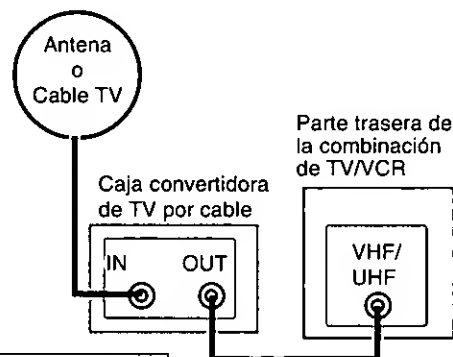 Antena
o
Cable TV
Parte trasera de
la combinación
de TV/VCR
Caja convertidora
de TV por cable
IN
OUT
VHF/
UHF